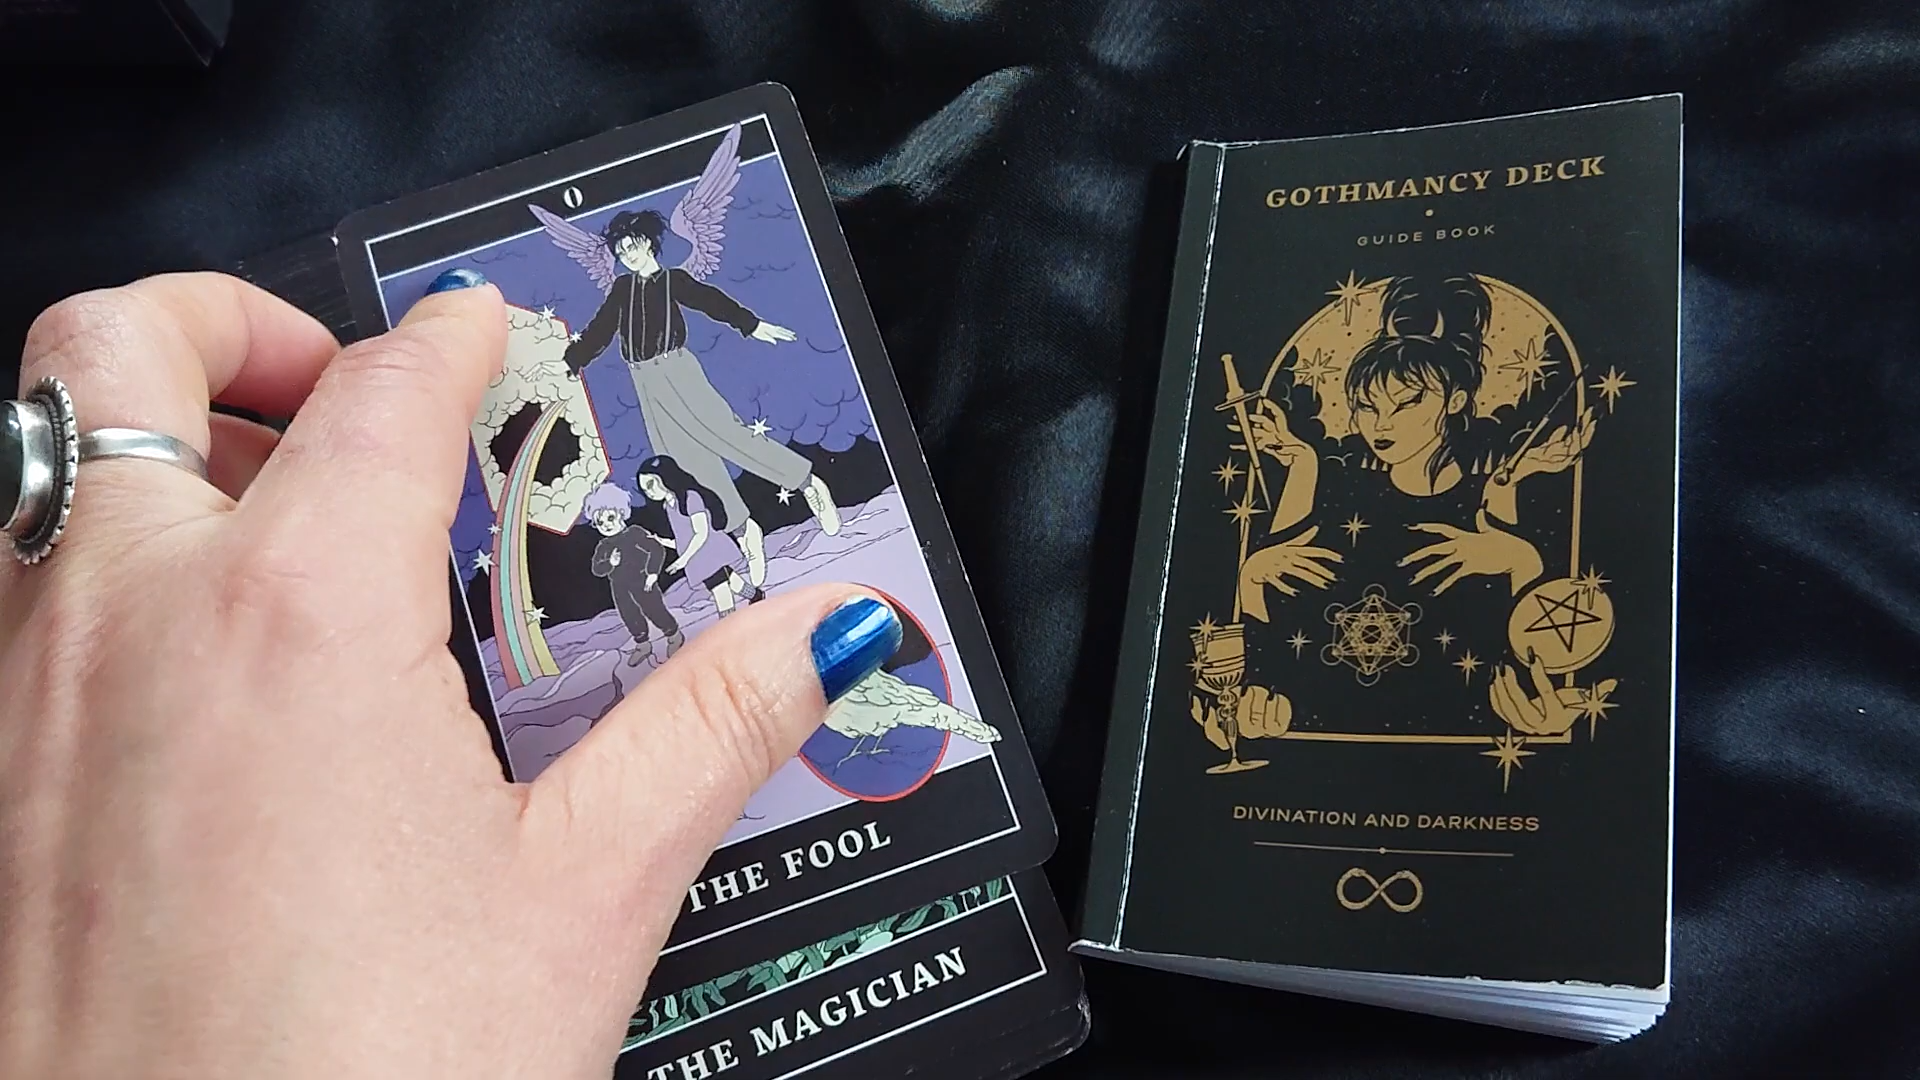 0
THE FOOL
THE MAGICIAN
GOTHMANCY DECK
GUIDE BOOK
DIVINATION AND DARKNESS